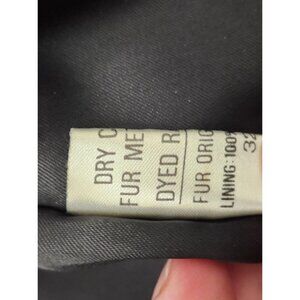 DRY C
FUR ME
DYED R
FUR ORIG
LINING:100%
32